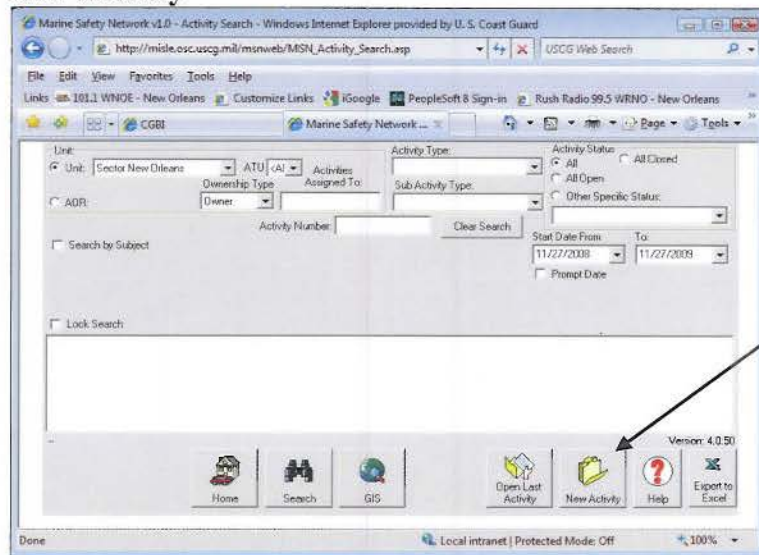 Marine Safety Network v1.0 - Activity Search - Windows Internet Explorer provided by U. S. Coast Guard
http://misle.osc.uscg.mil/msnweb/MSN_Activity_Search.asp
USCG Web Search
File Edit View Favorites Tools Help
Links 101.1 WNOE - New Orleans Customize Links iGoogle PeopleSoft 8 Sign-in Rush Radio 99.5 WRNO - New Orleans
CGBI Marine Safety Network ... Page Tools
Unit: Activity Type: Activity Status
Unit: Sector New Orleans ATU <Al Activities Assigned To: All All Closed
Ownership Type Sub Activity Type: All Open
AOR: Owner Other Specific Status:
Activity Number: Clear Search
Search by Subject Start Date From: To:
11/27/2008 11/27/2009
Prompt Date
Lock Search
Version: 4.0.50
Home Search GIS Open Last Activity New Activity Help Export to Excel
Done Local intranet | Protected Mode: Off 100%